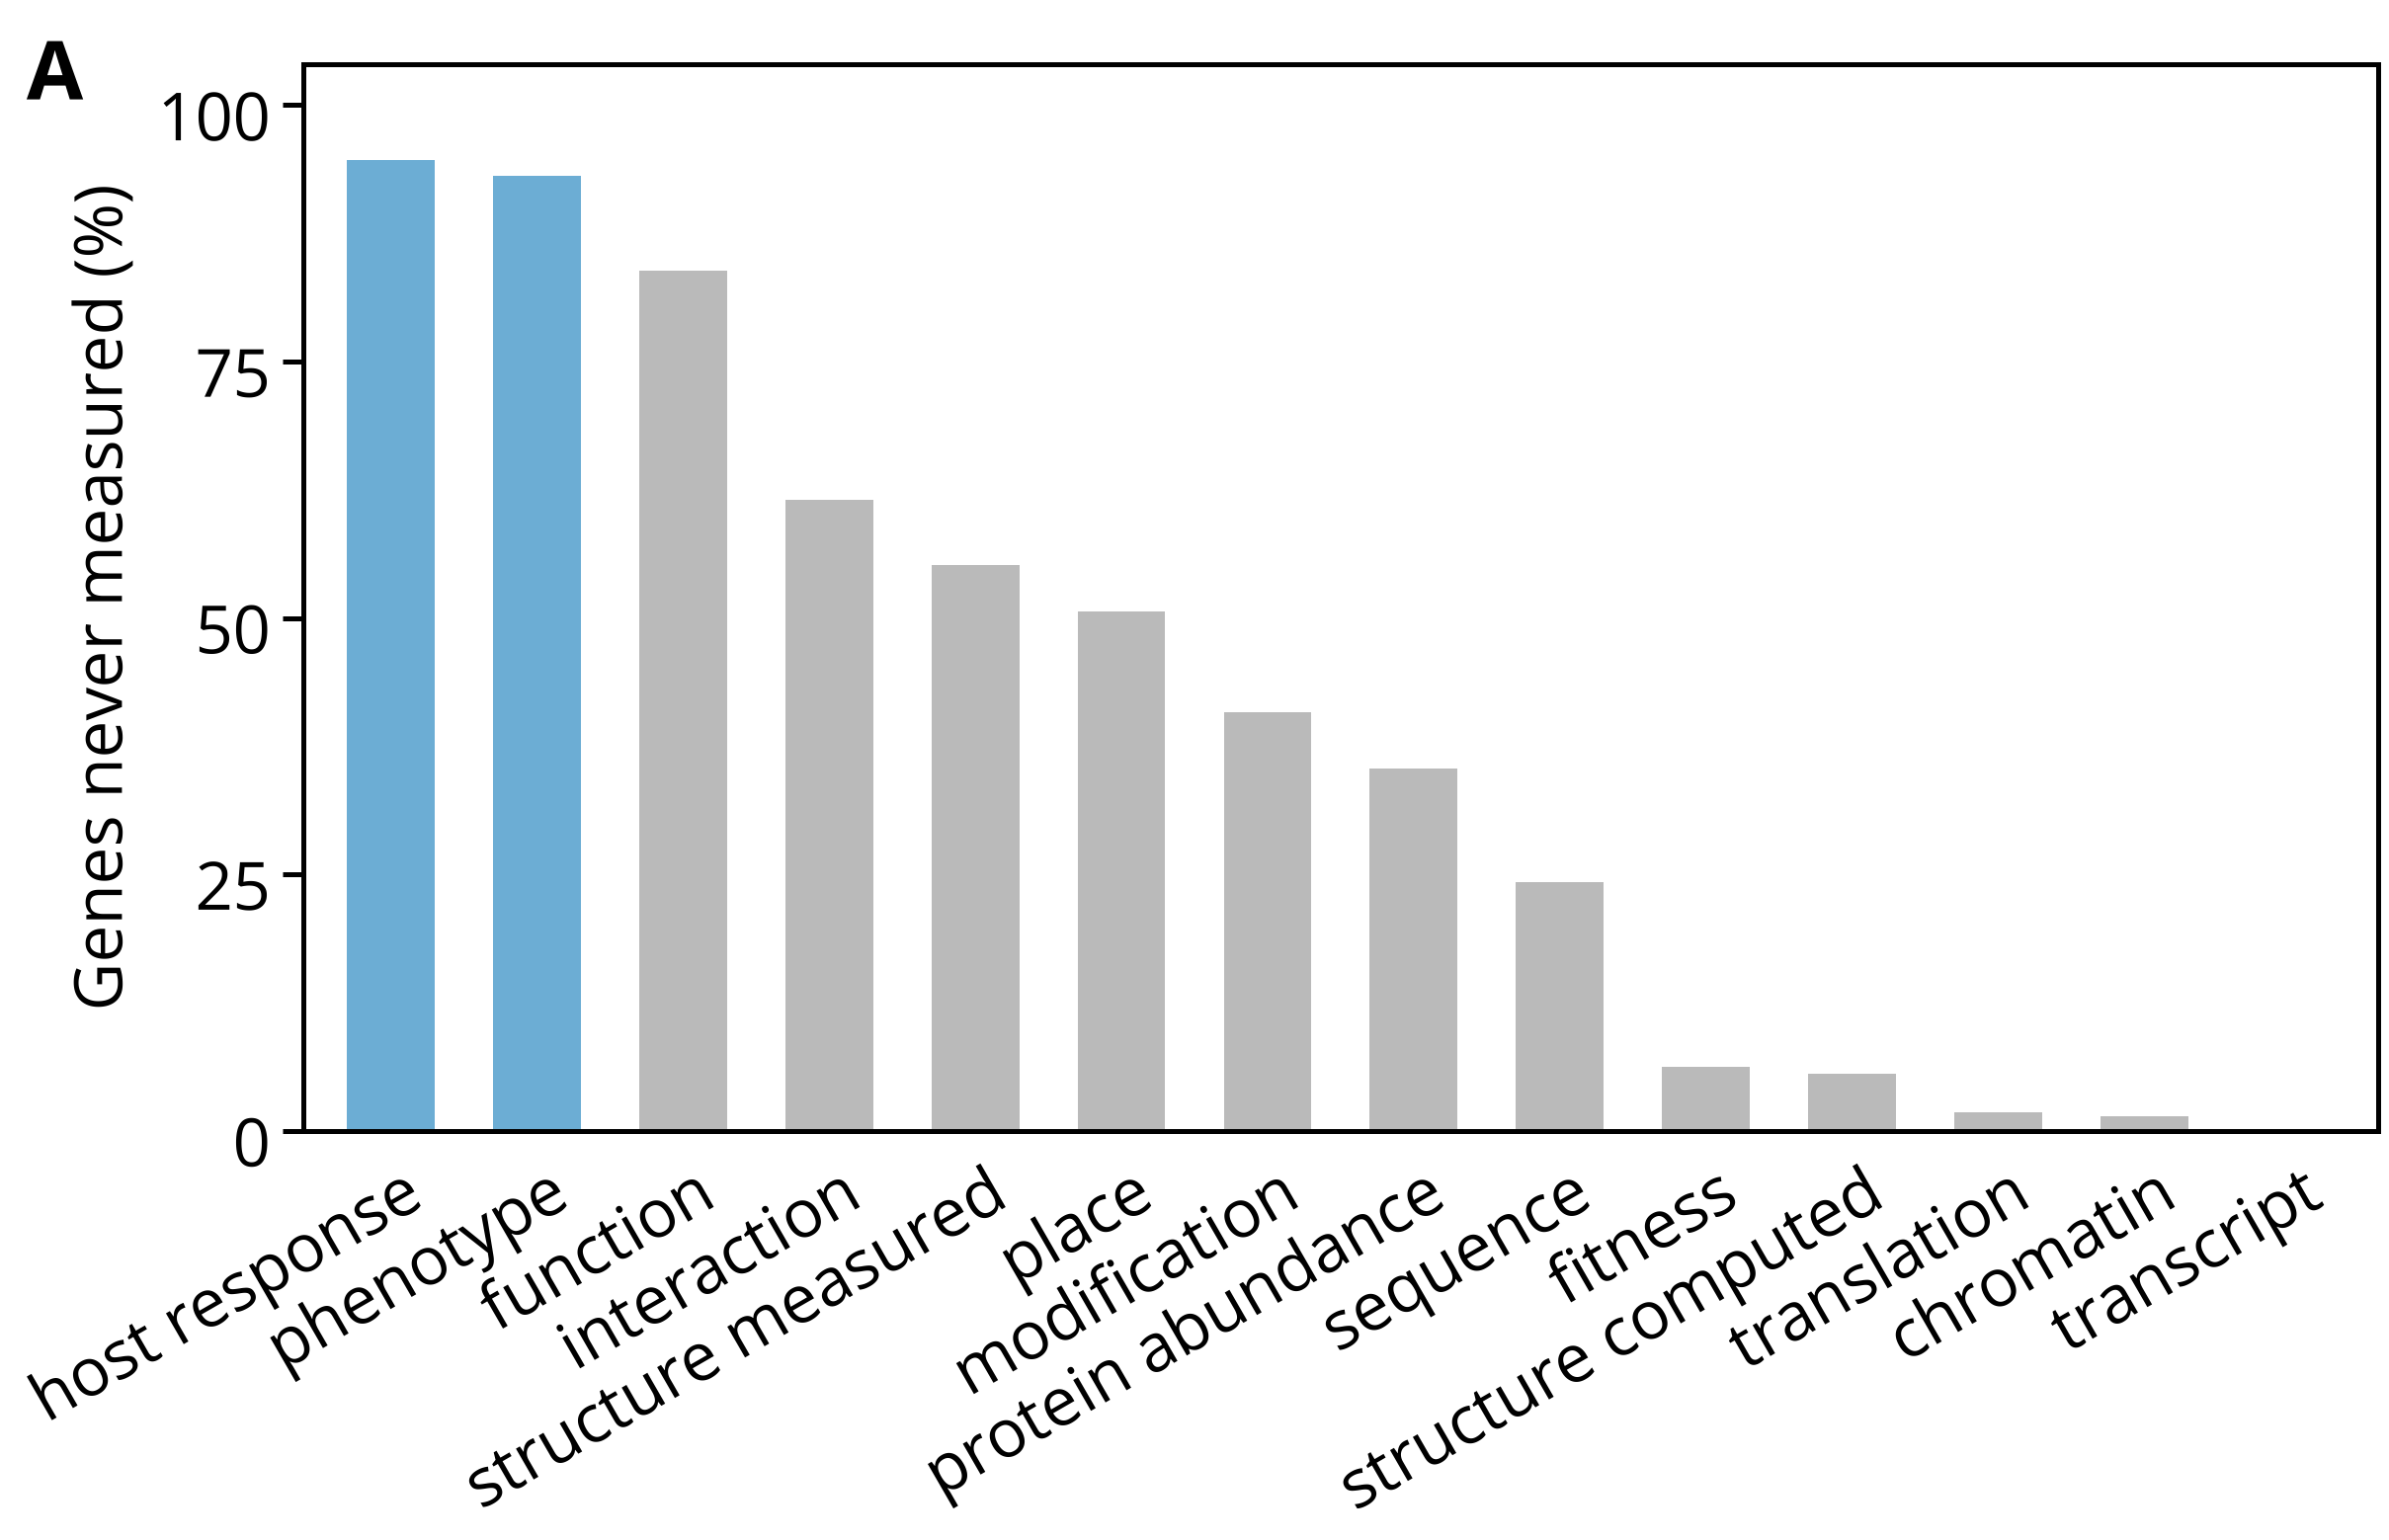 A
Genes never measured (%)
100
75
50
25
0
host response
phenotype
function
interaction
structure measured
place
modification
protein abundance
sequence
fitness
structure computed
translation
chromatin
transcript